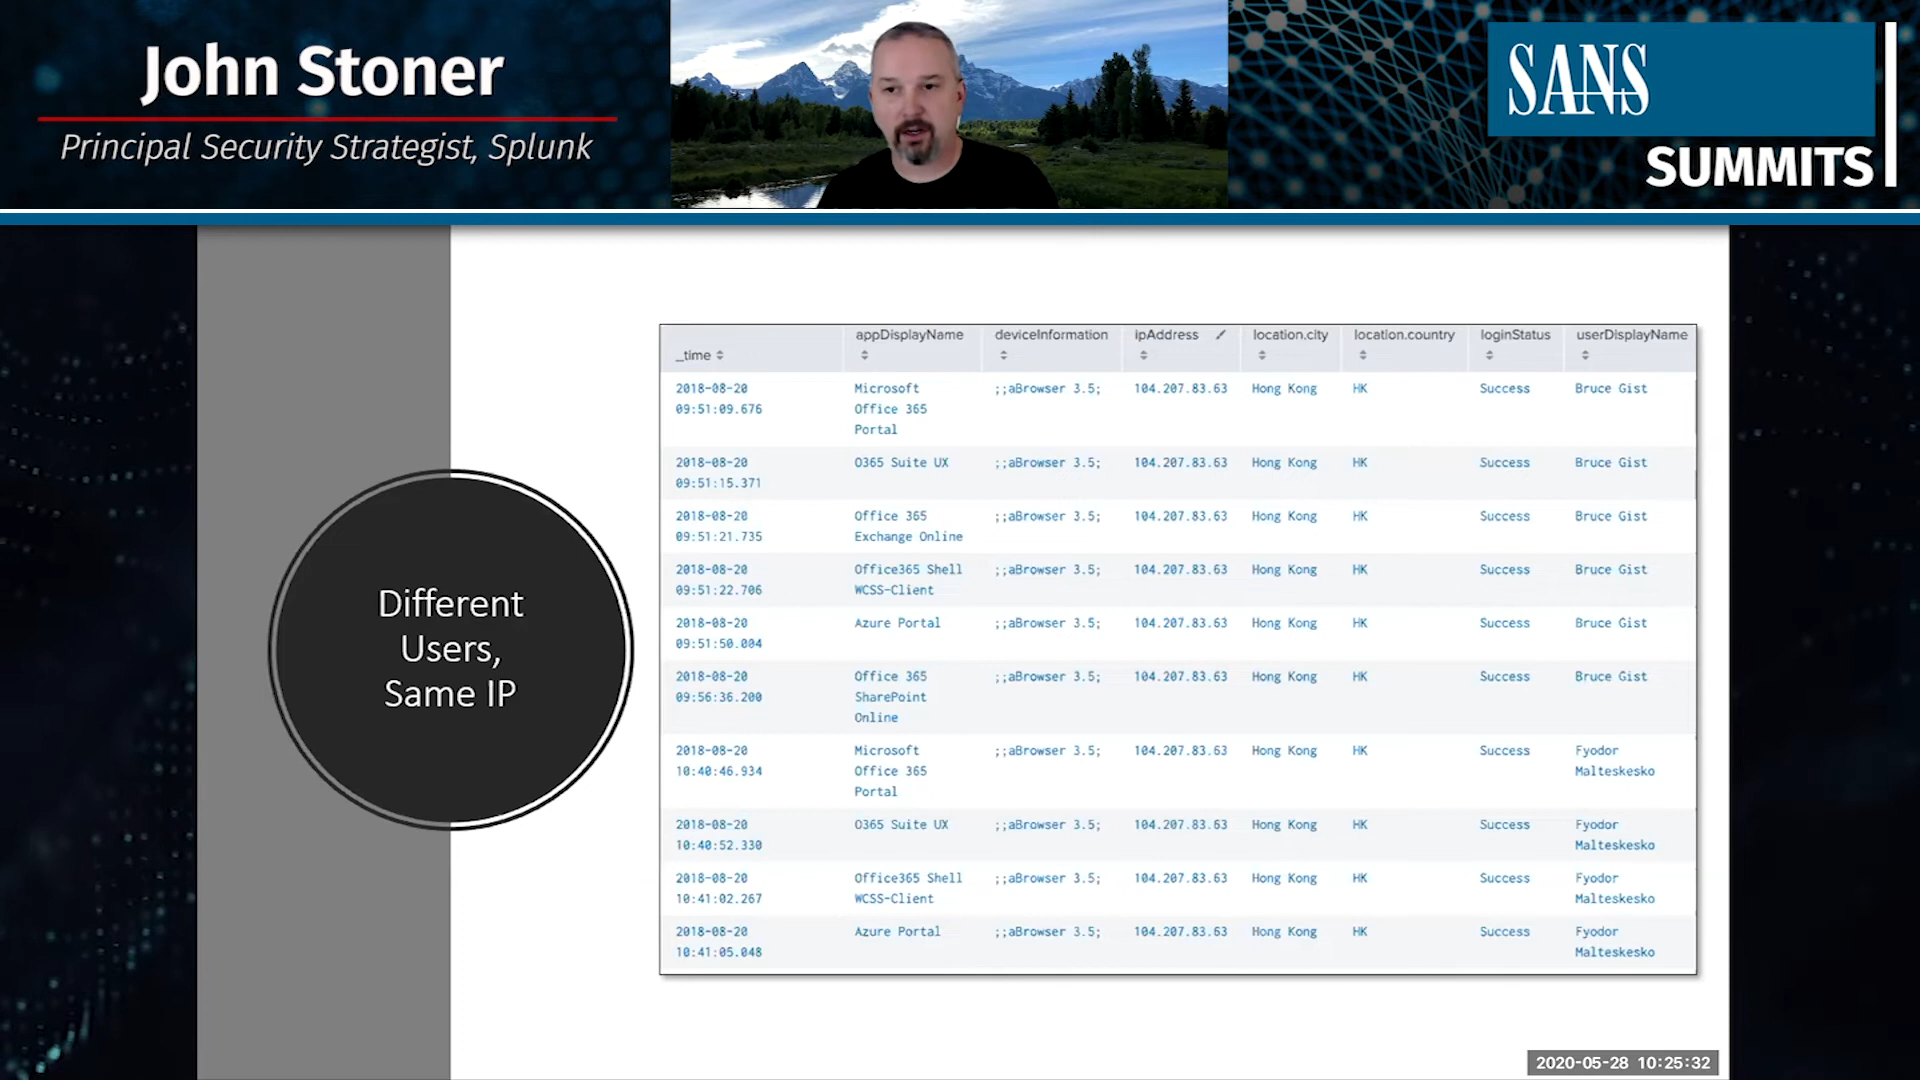 John Stoner
Principal Security Strategist, Splunk
SANS
SUMMITS
Different
Users,
Same IP
_time appDisplayName deviceInformation ipAddress location.city location.country loginStatus userDisplayName
2018-08-20 Microsoft ;;aBrowser 3.5; 104.207.83.63 Hong Kong HK Success Bruce Gist
09:51:09.676 Office 365
Portal
2018-08-20 O365 Suite UX ;;aBrowser 3.5; 104.207.83.63 Hong Kong HK Success Bruce Gist
09:51:15.371
2018-08-20 Office 365 ;;aBrowser 3.5; 104.207.83.63 Hong Kong HK Success Bruce Gist
09:51:21.735 Exchange Online
2018-08-20 Office365 Shell ;;aBrowser 3.5; 104.207.83.63 Hong Kong HK Success Bruce Gist
09:51:22.706 WCSS-Client
2018-08-20 Azure Portal ;;aBrowser 3.5; 104.207.83.63 Hong Kong HK Success Bruce Gist
09:51:50.004
2018-08-20 Office 365 ;;aBrowser 3.5; 104.207.83.63 Hong Kong HK Success Bruce Gist
09:56:36.200 SharePoint
Online
2018-08-20 Microsoft ;;aBrowser 3.5; 104.207.83.63 Hong Kong HK Success Fyodor
10:40:46.934 Office 365 Malteskesko
Portal
2018-08-20 O365 Suite UX ;;aBrowser 3.5; 104.207.83.63 Hong Kong HK Success Fyodor
10:40:52.330 Malteskesko
2018-08-20 Office365 Shell ;;aBrowser 3.5; 104.207.83.63 Hong Kong HK Success Fyodor
10:41:02.267 WCSS-Client Malteskesko
2018-08-20 Azure Portal ;;aBrowser 3.5; 104.207.83.63 Hong Kong HK Success Fyodor
10:41:05.048 Malteskesko
2020-05-28 10:25:32